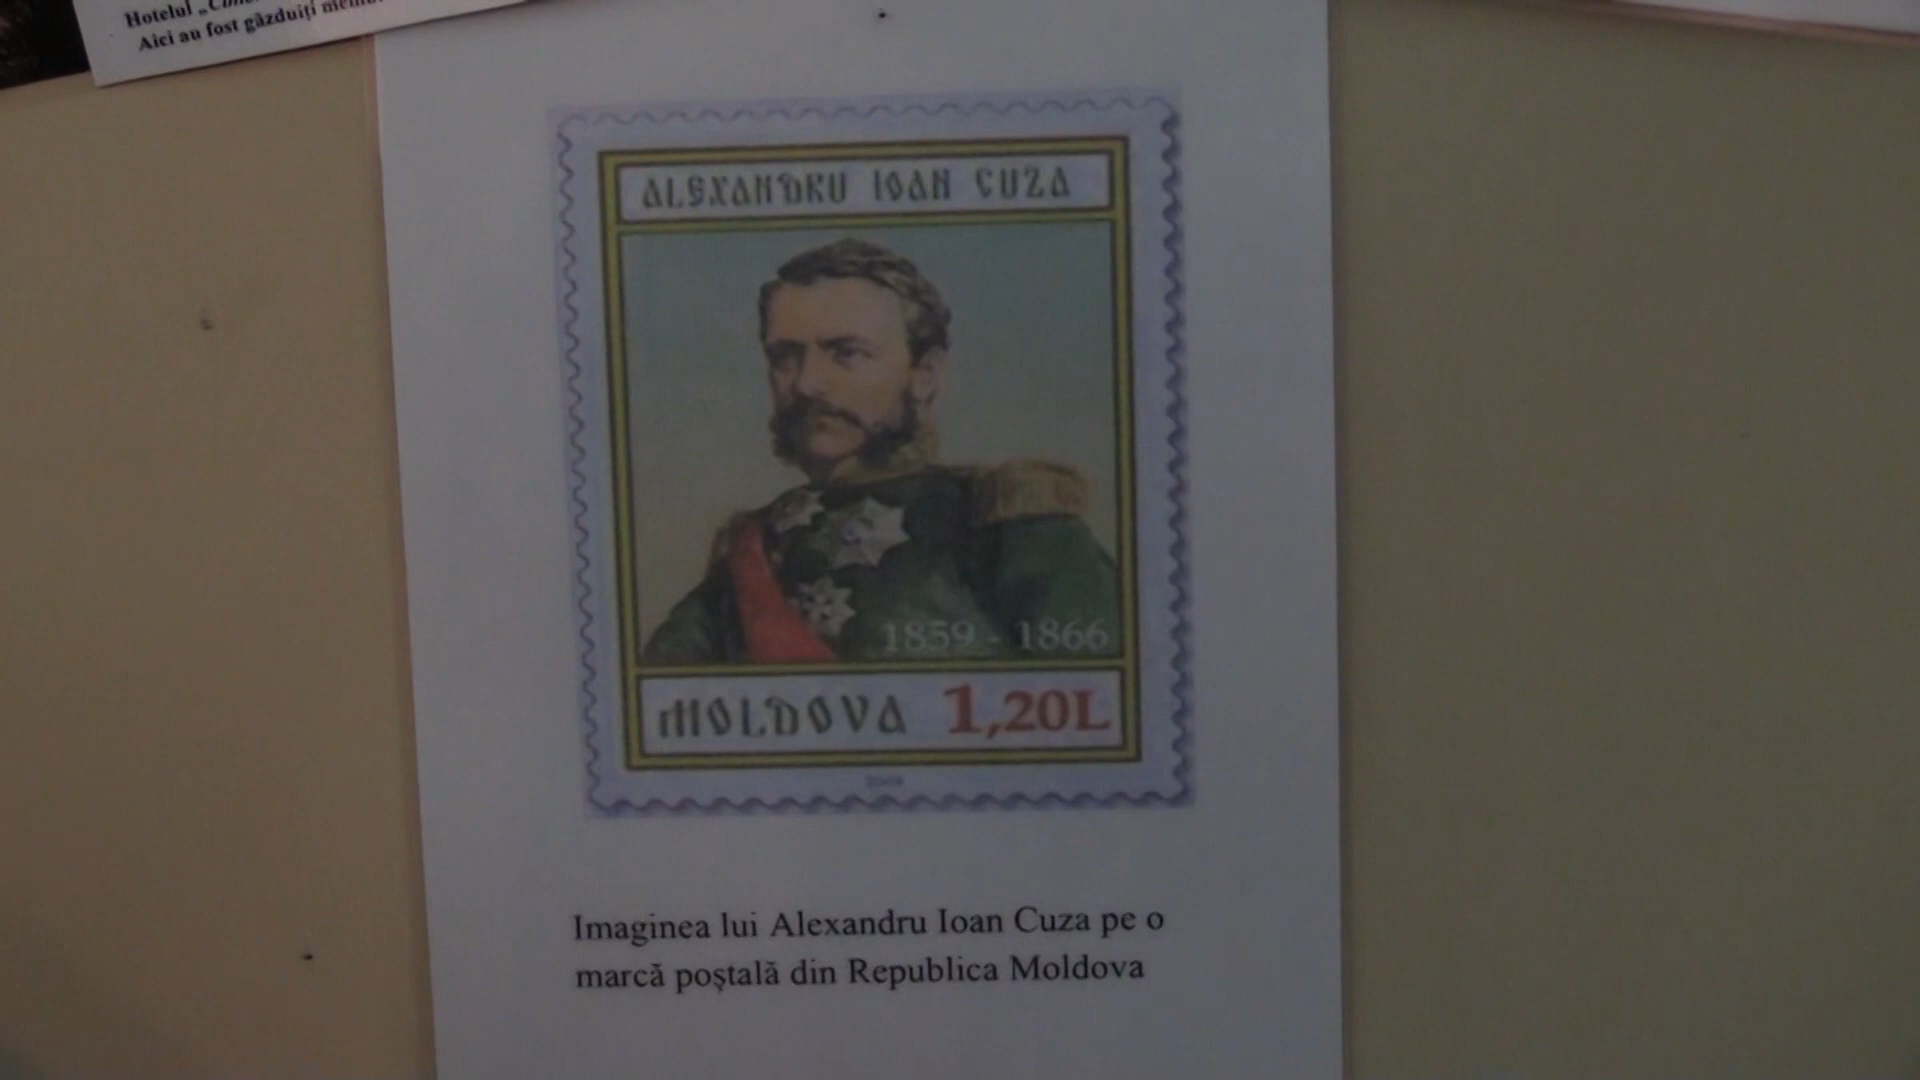 Hotelul
Aici au fost găzduiți
ALEXANDRU IOAN CUZA
1859 - 1866
MOLDOVA 1,20L
Imaginea lui Alexandru Ioan Cuza pe o
marcă poștală din Republica Moldova